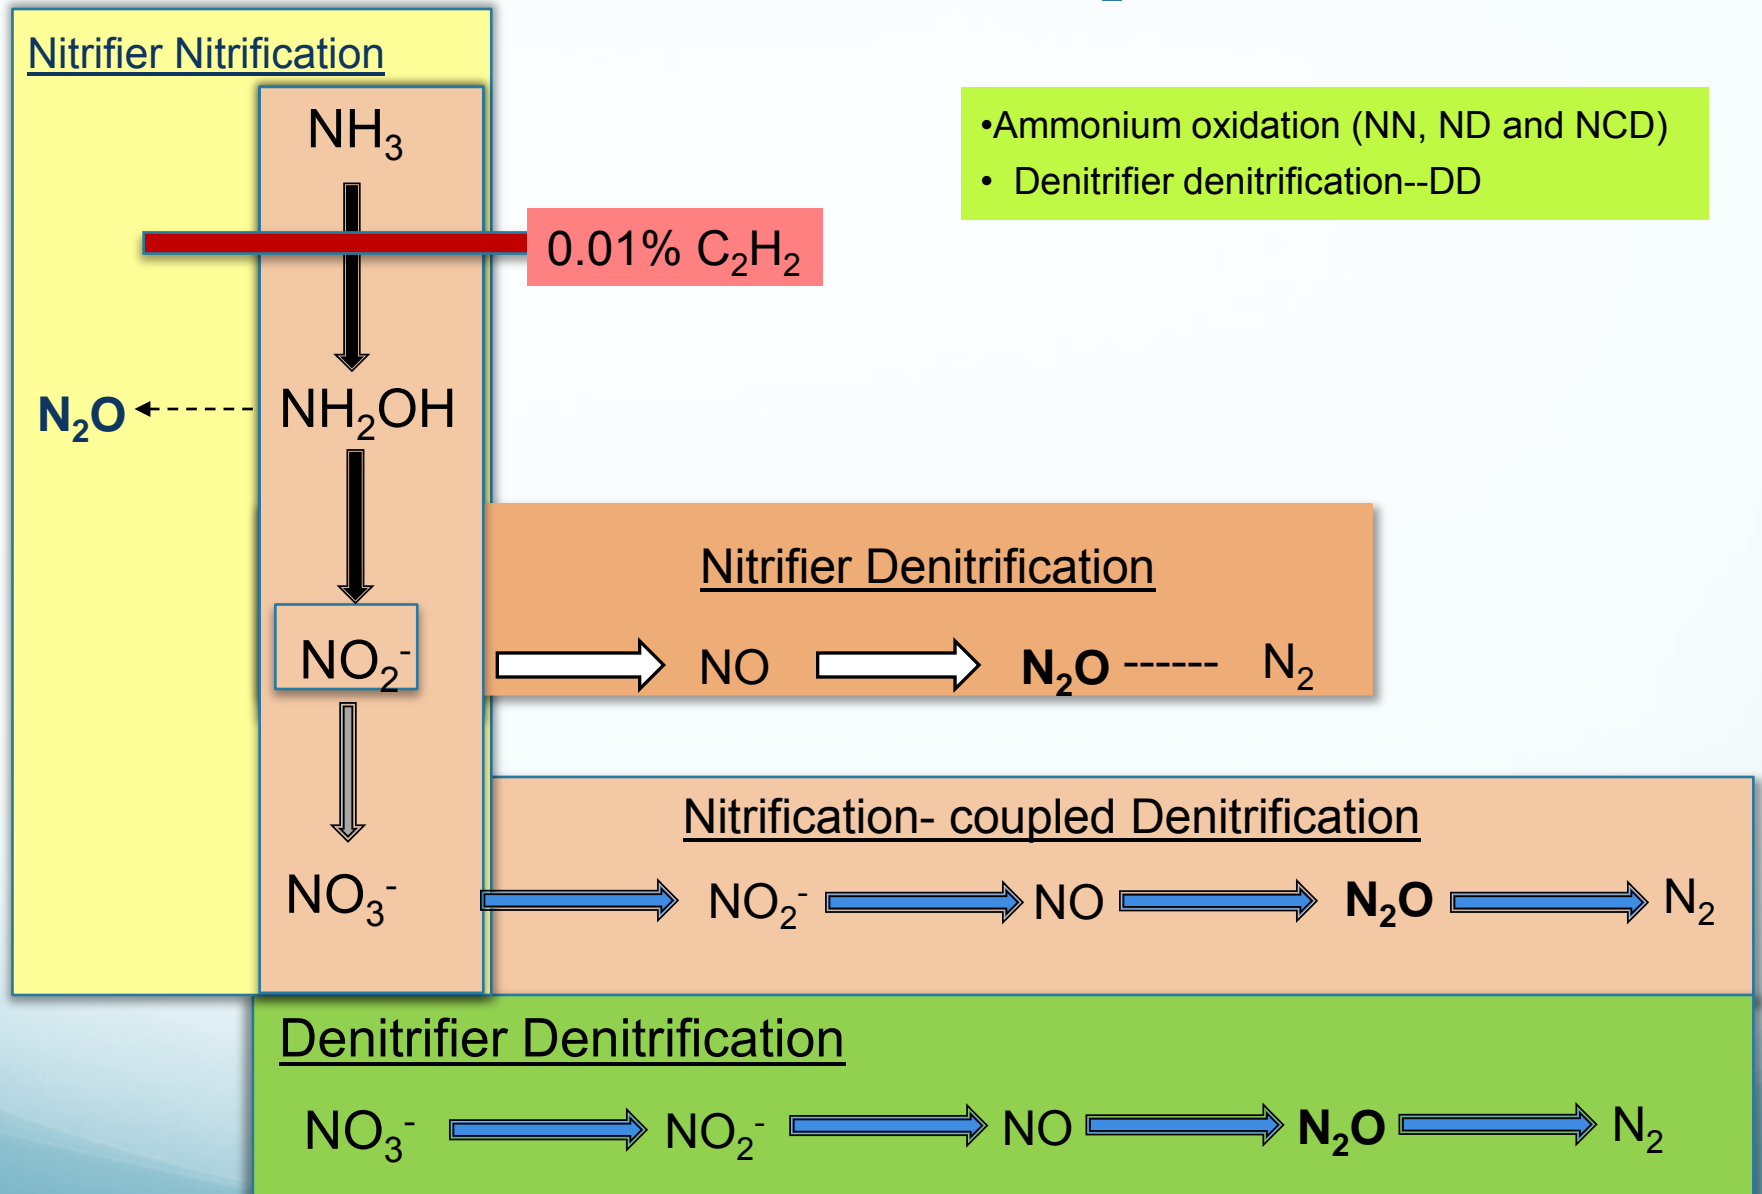 Nitrifier Nitrification
NH₃
•Ammonium oxidation (NN, ND and NCD)
• Denitrifier denitrification--DD
0.01% C₂H₂
N₂O NH₂OH
Nitrifier Denitrification
NO₂⁻ NO N₂O ------ N₂
Nitrification- coupled Denitrification
NO₃⁻ NO₂⁻ NO N₂O N₂
Denitrifier Denitrification
NO₃⁻ NO₂⁻ NO N₂O N₂